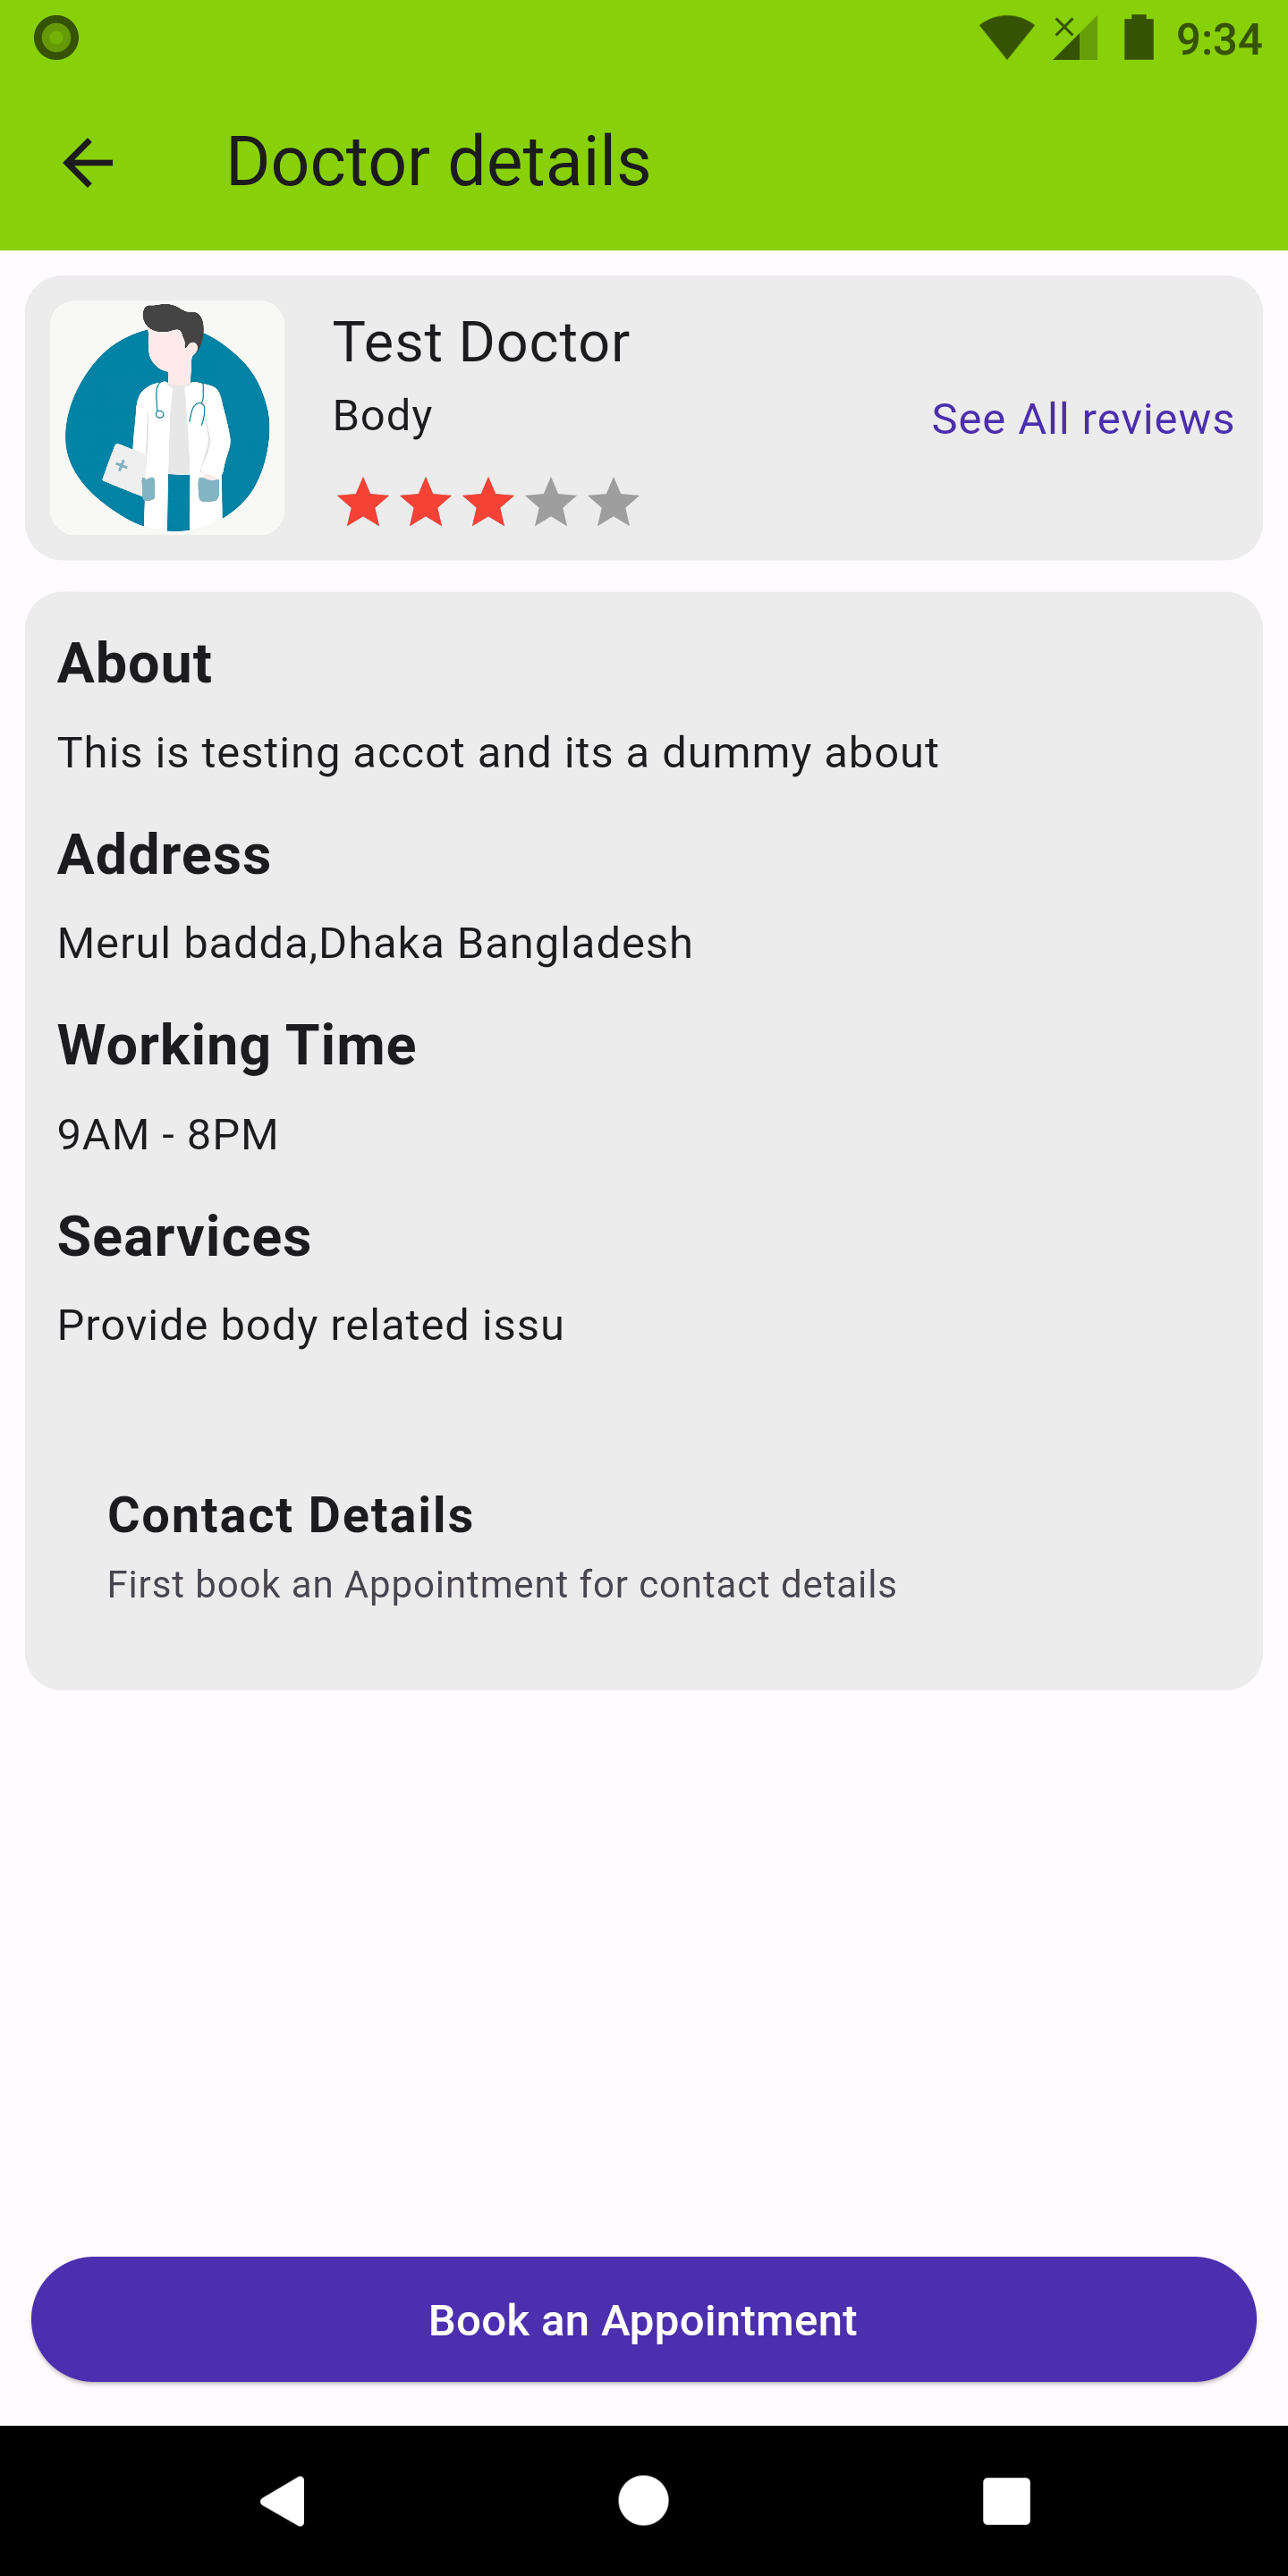 9:34
Doctor details
Test Doctor
Body
See All reviews
About
This is testing accot and its a dummy about
Address
Merul badda,Dhaka Bangladesh
Working Time
9AM - 8PM
Searvices
Provide body related issu
Contact Details
First book an Appointment for contact details
Book an Appointment